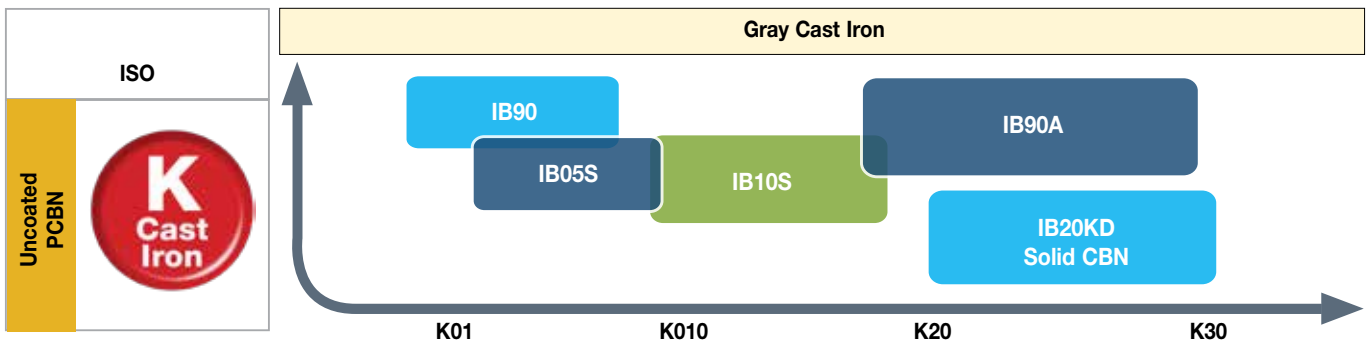 Gray Cast Iron
ISO
Uncoated
PCBN
K
Cast
Iron
IB90
IB05S
IB10S
IB90A
IB20KD
Solid CBN
K01
K010
K20
K30